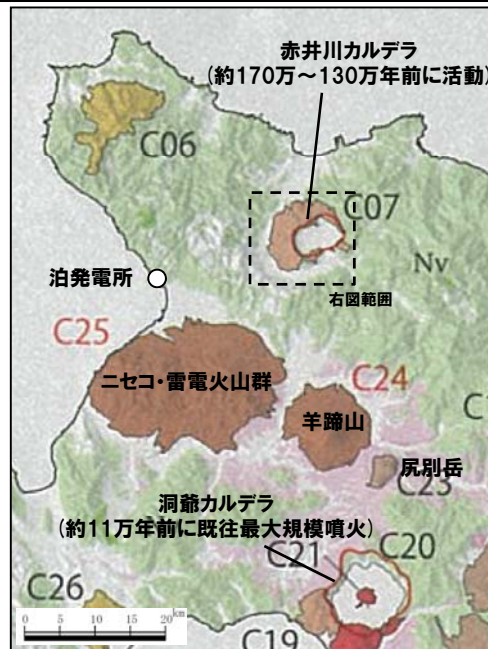 赤井川カルデラ
(約170万～130万年前に活動)
C06
C07
泊発電所
Nv
右図範囲
C25
C24
ニセコ・雷電火山群
羊蹄山
尻別岳
C23
洞爺カルデラ
(約11万年前に既往最大規模噴火)
C21
C20
C26
C19
0 5 10 15 20 km